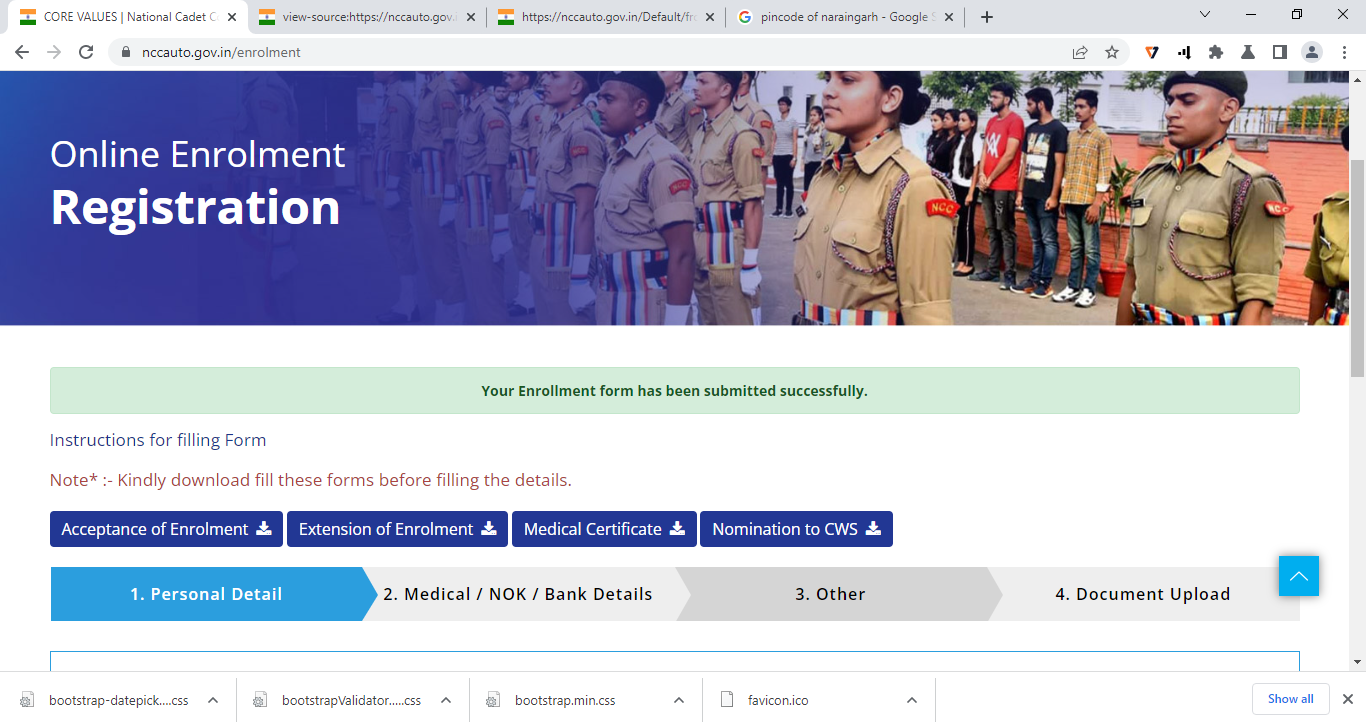 CORE VALUES | National Cadet C
view-source:https://nccauto.gov.i
https://nccauto.gov.in/Default/fro
pincode of naraingarh - Google S
nccauto.gov.in/enrolment
Online Enrolment
Registration
NCC
NCC
NCC
Your Enrollment form has been submitted successfully.
Instructions for filling Form
Note* :- Kindly download fill these forms before filling the details.
Acceptance of Enrolment Extension of Enrolment Medical Certificate Nomination to CWS
1. Personal Detail 2. Medical / NOK / Bank Details 3. Other 4. Document Upload
bootstrap-datepick....css bootstrapValidator.....css bootstrap.min.css favicon.ico Show all